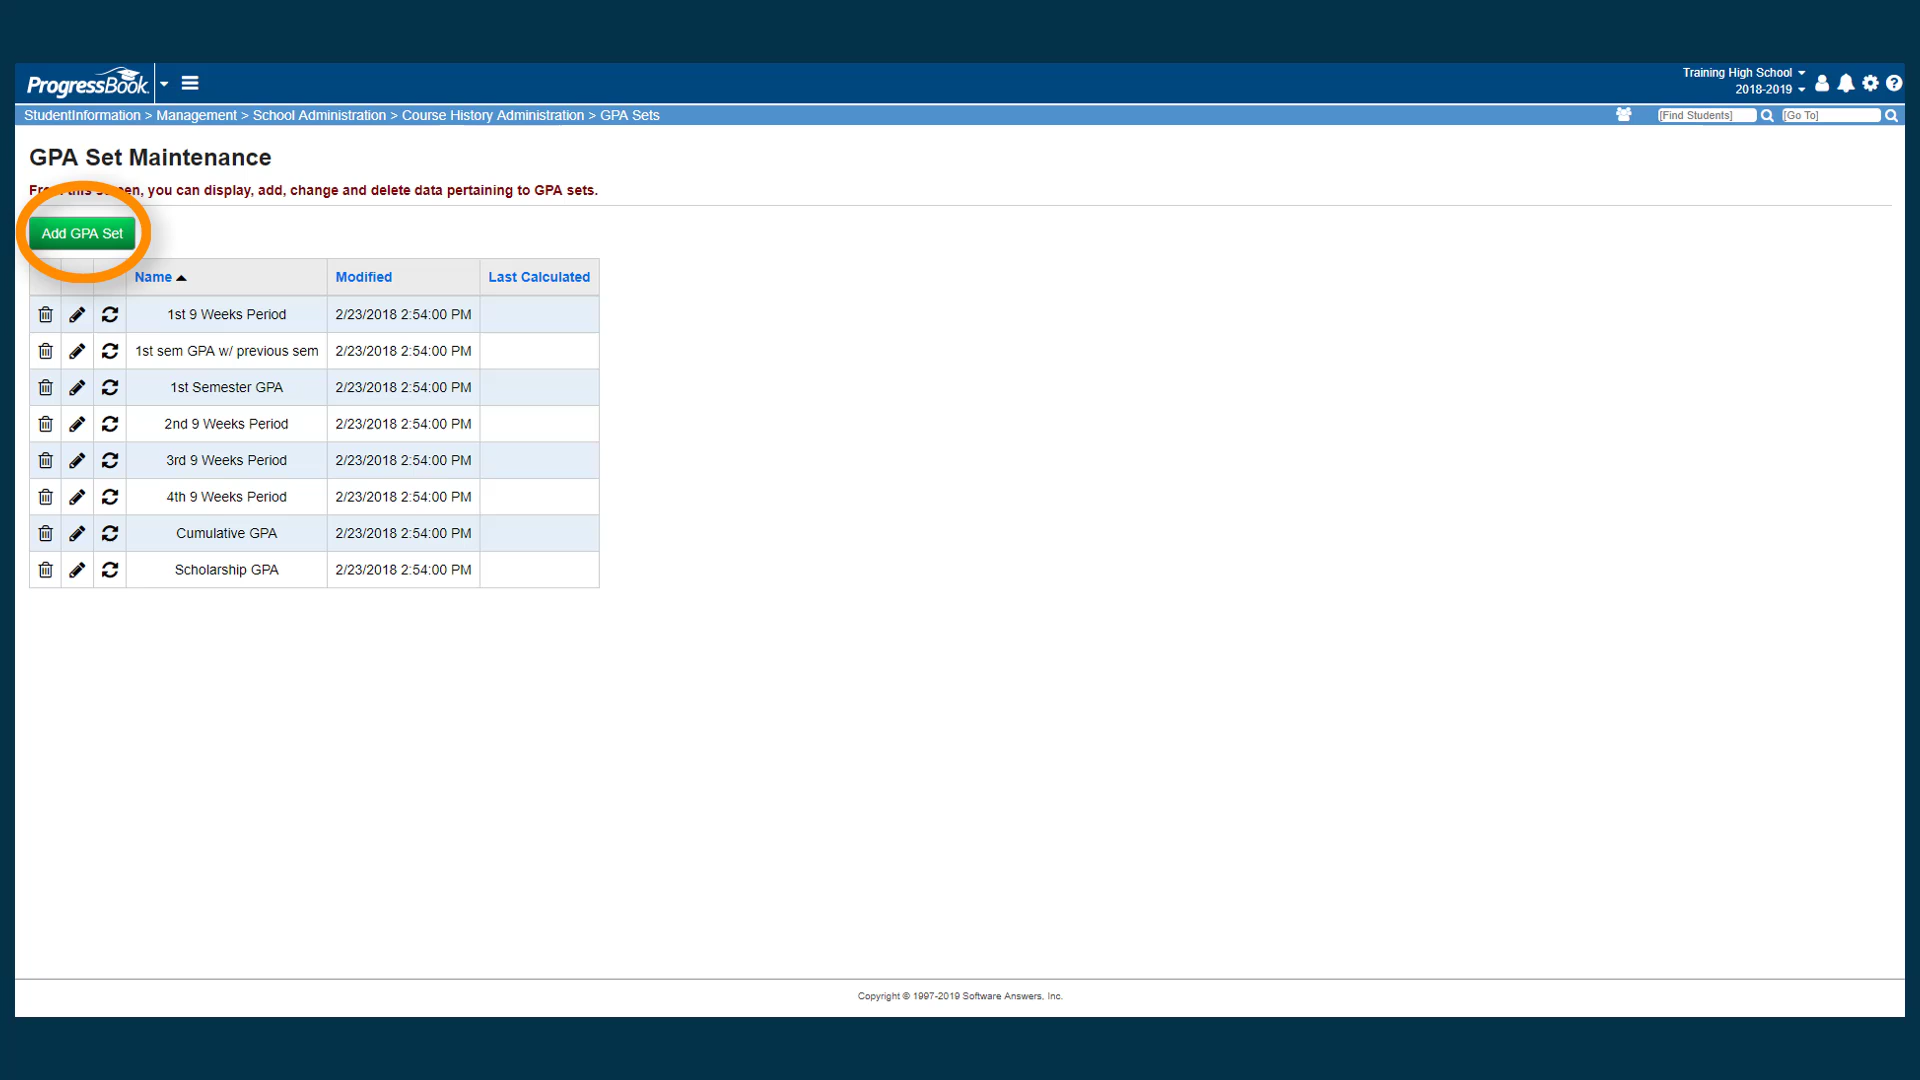 ProgressBook
Training High School
2018-2019
StudentInformation > Management > School Administration > Course History Administration > GPA Sets
[Find Students]
[Go To]
GPA Set Maintenance
From this screen, you can display, add, change and delete data pertaining to GPA sets.
Add GPA Set
Name Modified Last Calculated
1st 9 Weeks Period 2/23/2018 2:54:00 PM
1st sem GPA w/ previous sem 2/23/2018 2:54:00 PM
1st Semester GPA 2/23/2018 2:54:00 PM
2nd 9 Weeks Period 2/23/2018 2:54:00 PM
3rd 9 Weeks Period 2/23/2018 2:54:00 PM
4th 9 Weeks Period 2/23/2018 2:54:00 PM
Cumulative GPA 2/23/2018 2:54:00 PM
Scholarship GPA 2/23/2018 2:54:00 PM
Copyright © 1997-2019 Software Answers, Inc.